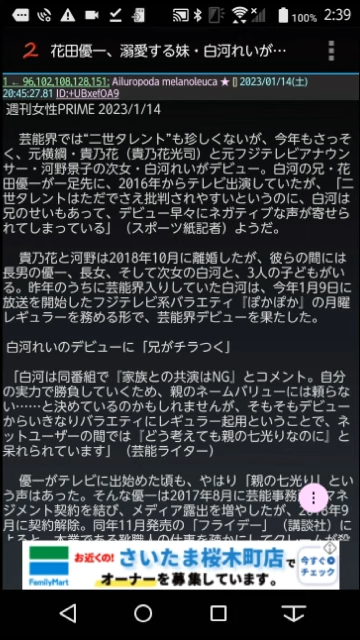 100% 2:39
2 花田優一、溺愛する妹・白河れいが…
1 ← 96,102,108,128,151: Ailuropoda melanoleuca ★ [] 2023/01/14(土)
20:45:27.81 ID:+UBxefOA9
週刊女性PRIME 2023/1/14
芸能界では“二世タレント”も珍しくないが、今年もさっそ
く、元横綱・貴乃花（貴乃花光司）と元フジテレビアナウン
サー・河野景子の次女・白河れいがデビュー。白河の兄・花
田優一が一足先に、2016年からテレビ出演していたが、「二
世タレントはただでさえ批判されやすいというのに、白河は
兄のせいもあって、デビュー早々にネガティブな声が寄せら
れてしまっている」（スポーツ紙記者）ようだ。
貴乃花と河野は2018年10月に離婚したが、彼らの間には
長男の優一、長女、そして次女の白河と、3人の子どもがい
る。昨年のうちに芸能界入りしていた白河は、今年1月9日に
放送を開始したフジテレビ系バラエティ『ぽかぽか』の月曜
レギュラーを務める形で、芸能界デビューを果たした。
白河れいのデビューに「兄がチラつく」
「白河は同番組で『家族との共演はNG』とコメント。自分
の実力で勝負していくため、親のネームバリューには頼らな
い……と決めているのかもしれませんが、そもそもデビュー
からいきなりバラエティにレギュラー起用ということで、ネ
ットユーザーの間では『どう考えても親の七光りなのに』と
呆れられています」（芸能ライター）
優一がテレビに出始めた頃も、やはり「親の七光り」とい
う声はあった。そんな優一は2017年8月に芸能事務
ジメント契約を結び、メディア露出を増やしたが、2018年9
月に契約解除。同年11月発売の「フライデー」（講談社）に
FamilyMart
お近くの! さいたま桜木町店で
オーナーを募集しています。
今すぐ
チェック